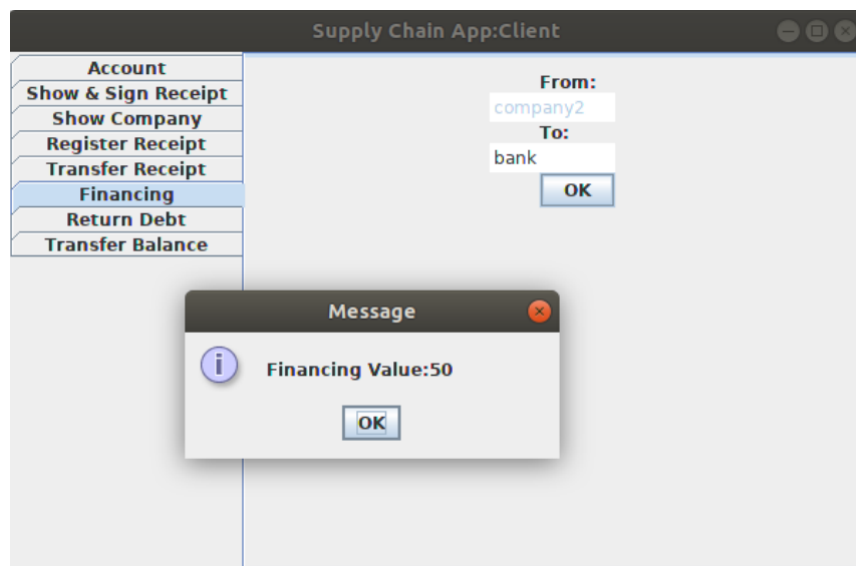 Supply Chain App:Client
Account
Show & Sign Receipt
Show Company
Register Receipt
Transfer Receipt
Financing
Return Debt
Transfer Balance
From:
company2
To:
bank
OK
Message
i
Financing Value:50
OK